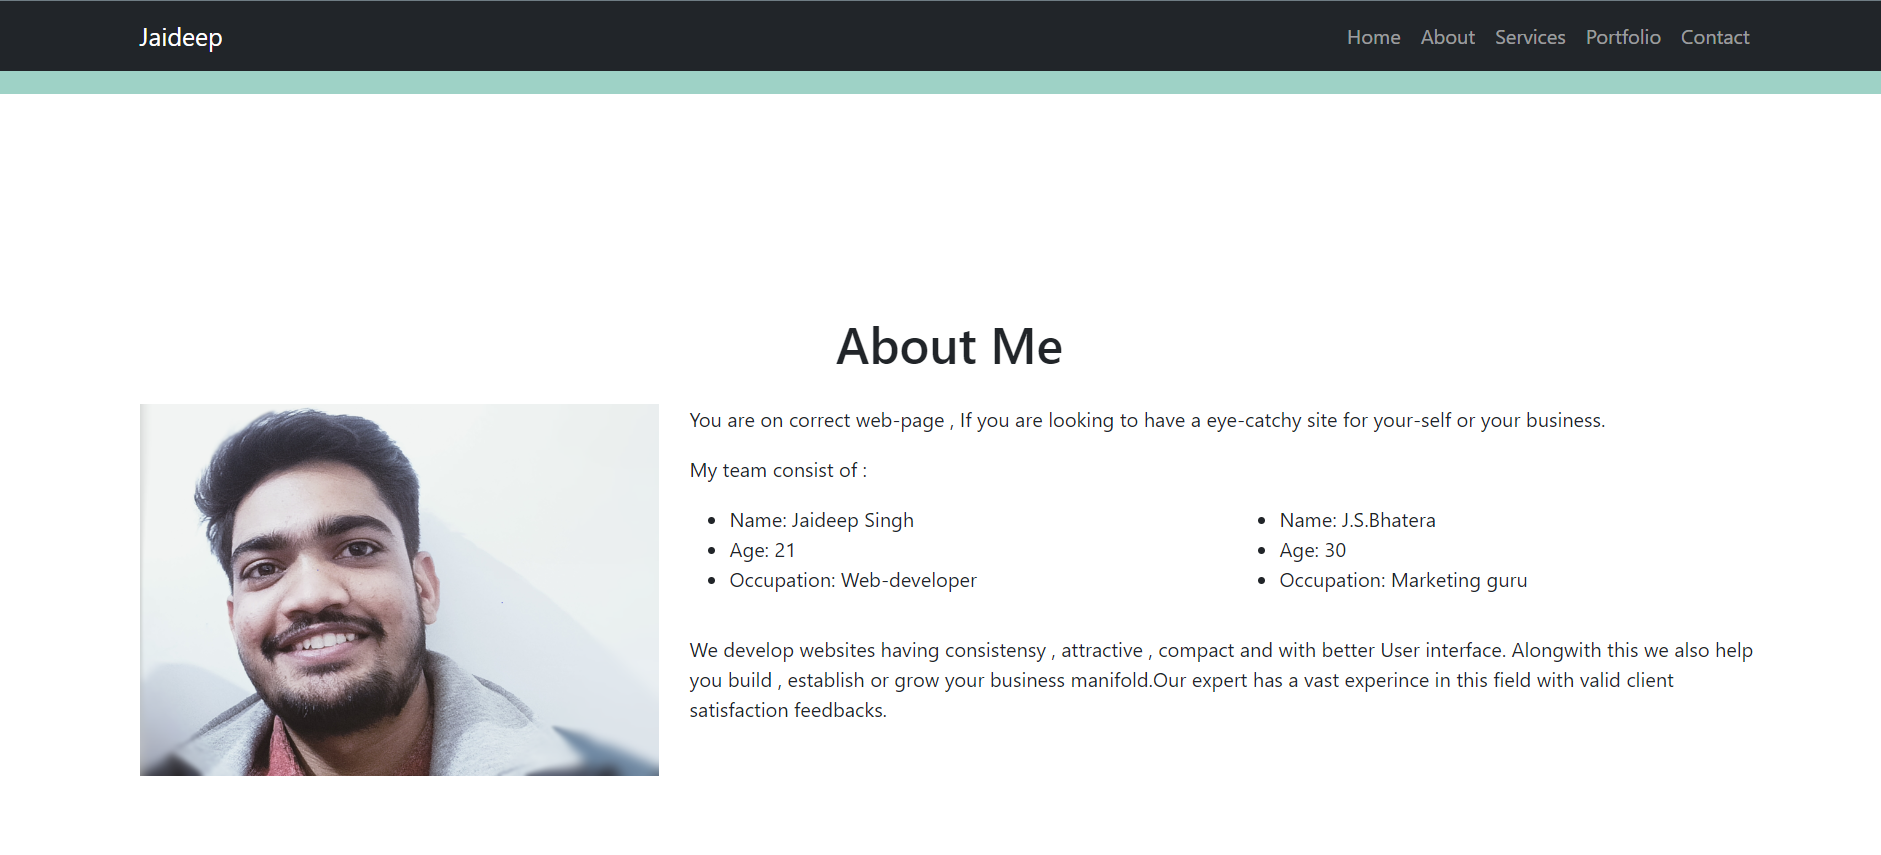 Jaideep
Home About Services Portfolio Contact
About Me
You are on correct web-page , If you are looking to have a eye-catchy site for your-self or your business.
My team consist of :
Name: Jaideep Singh
Age: 21
Occupation: Web-developer
Name: J.S.Bhatera
Age: 30
Occupation: Marketing guru
We develop websites having consistensy , attractive , compact and with better User interface. Alongwith this we also help
you build , establish or grow your business manifold.Our expert has a vast experince in this field with valid client
satisfaction feedbacks.